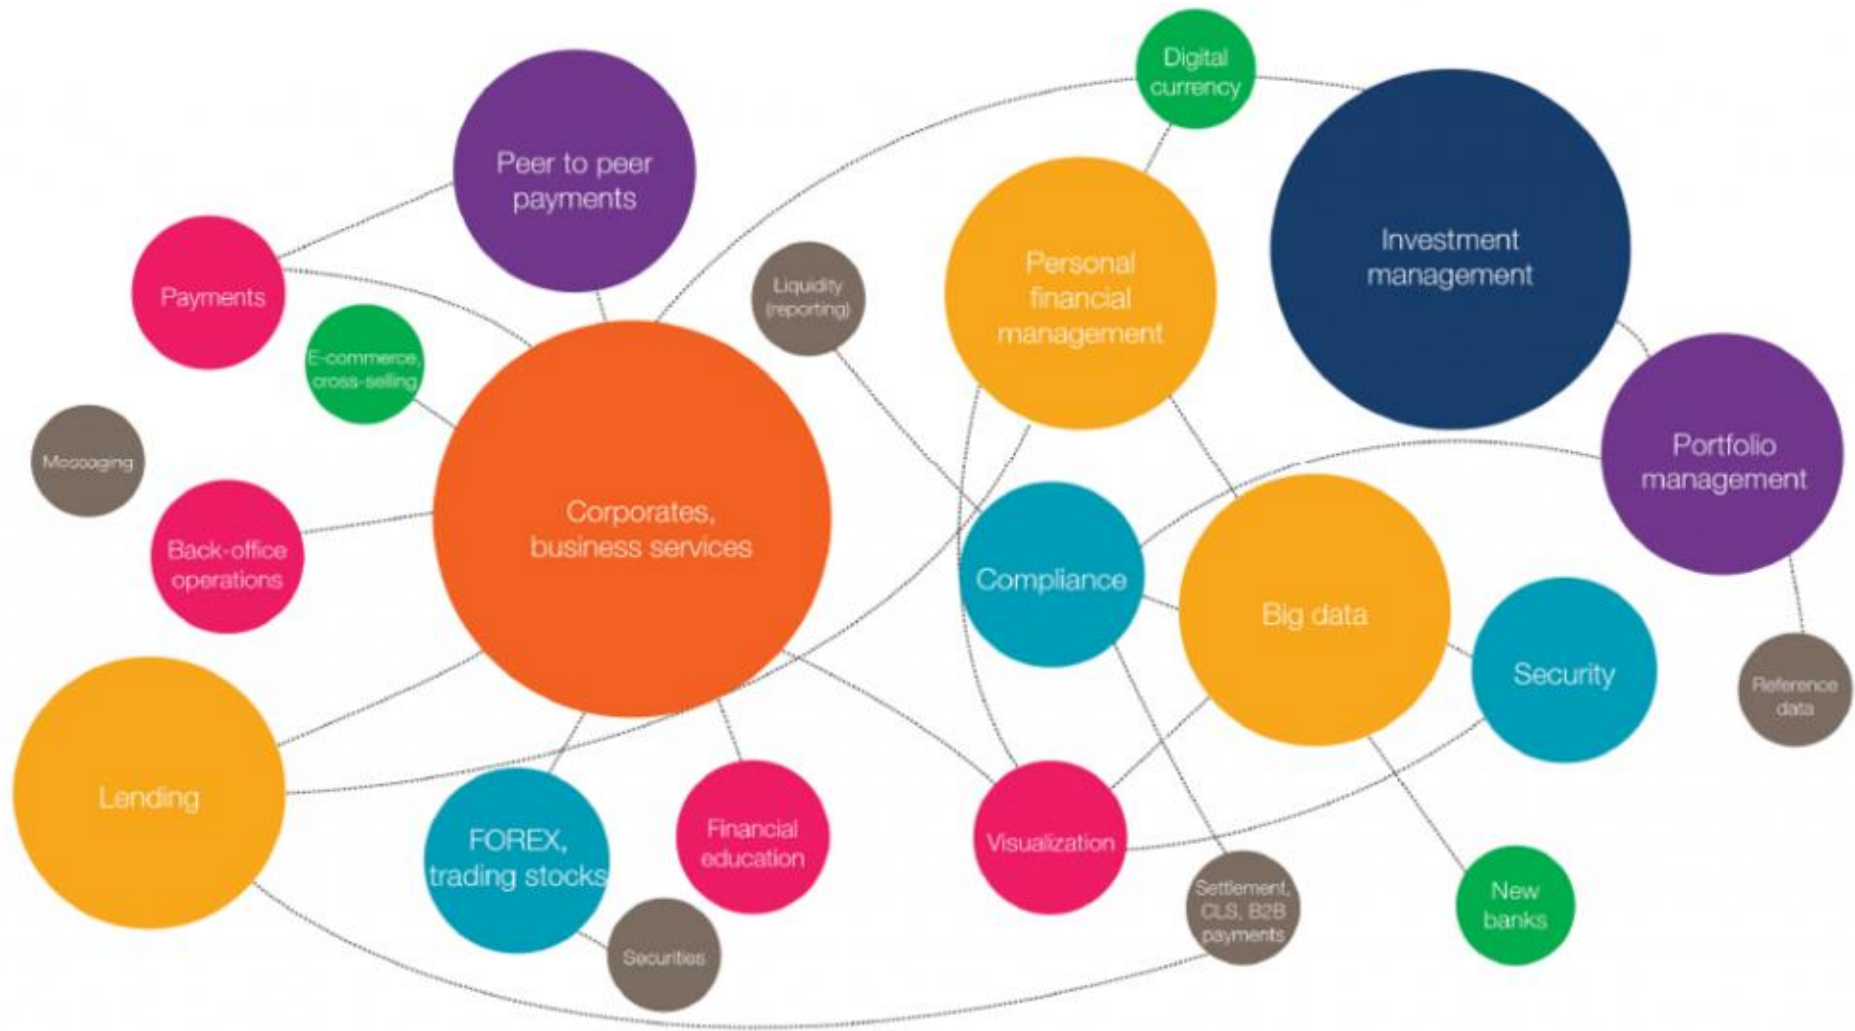 Digital
currency
Peer to peer
payments
Investment
management
Personal
financial
management
Liquidity
(reporting)
Payments
E-commerce,
cross-selling
Portfolio
management
Messaging
Corporates,
business services
Back-office
operations
Compliance
Big data
Security
Reference
data
Lending
FOREX,
trading stocks
Financial
education
Visualization
Settlement,
CLS, B2B
payments
New
banks
Securities